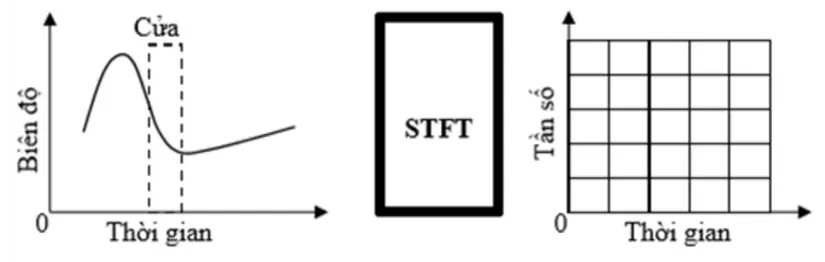 Cửa
Biên độ
0
Thời gian
STFT
Tần số
0
Thời gian